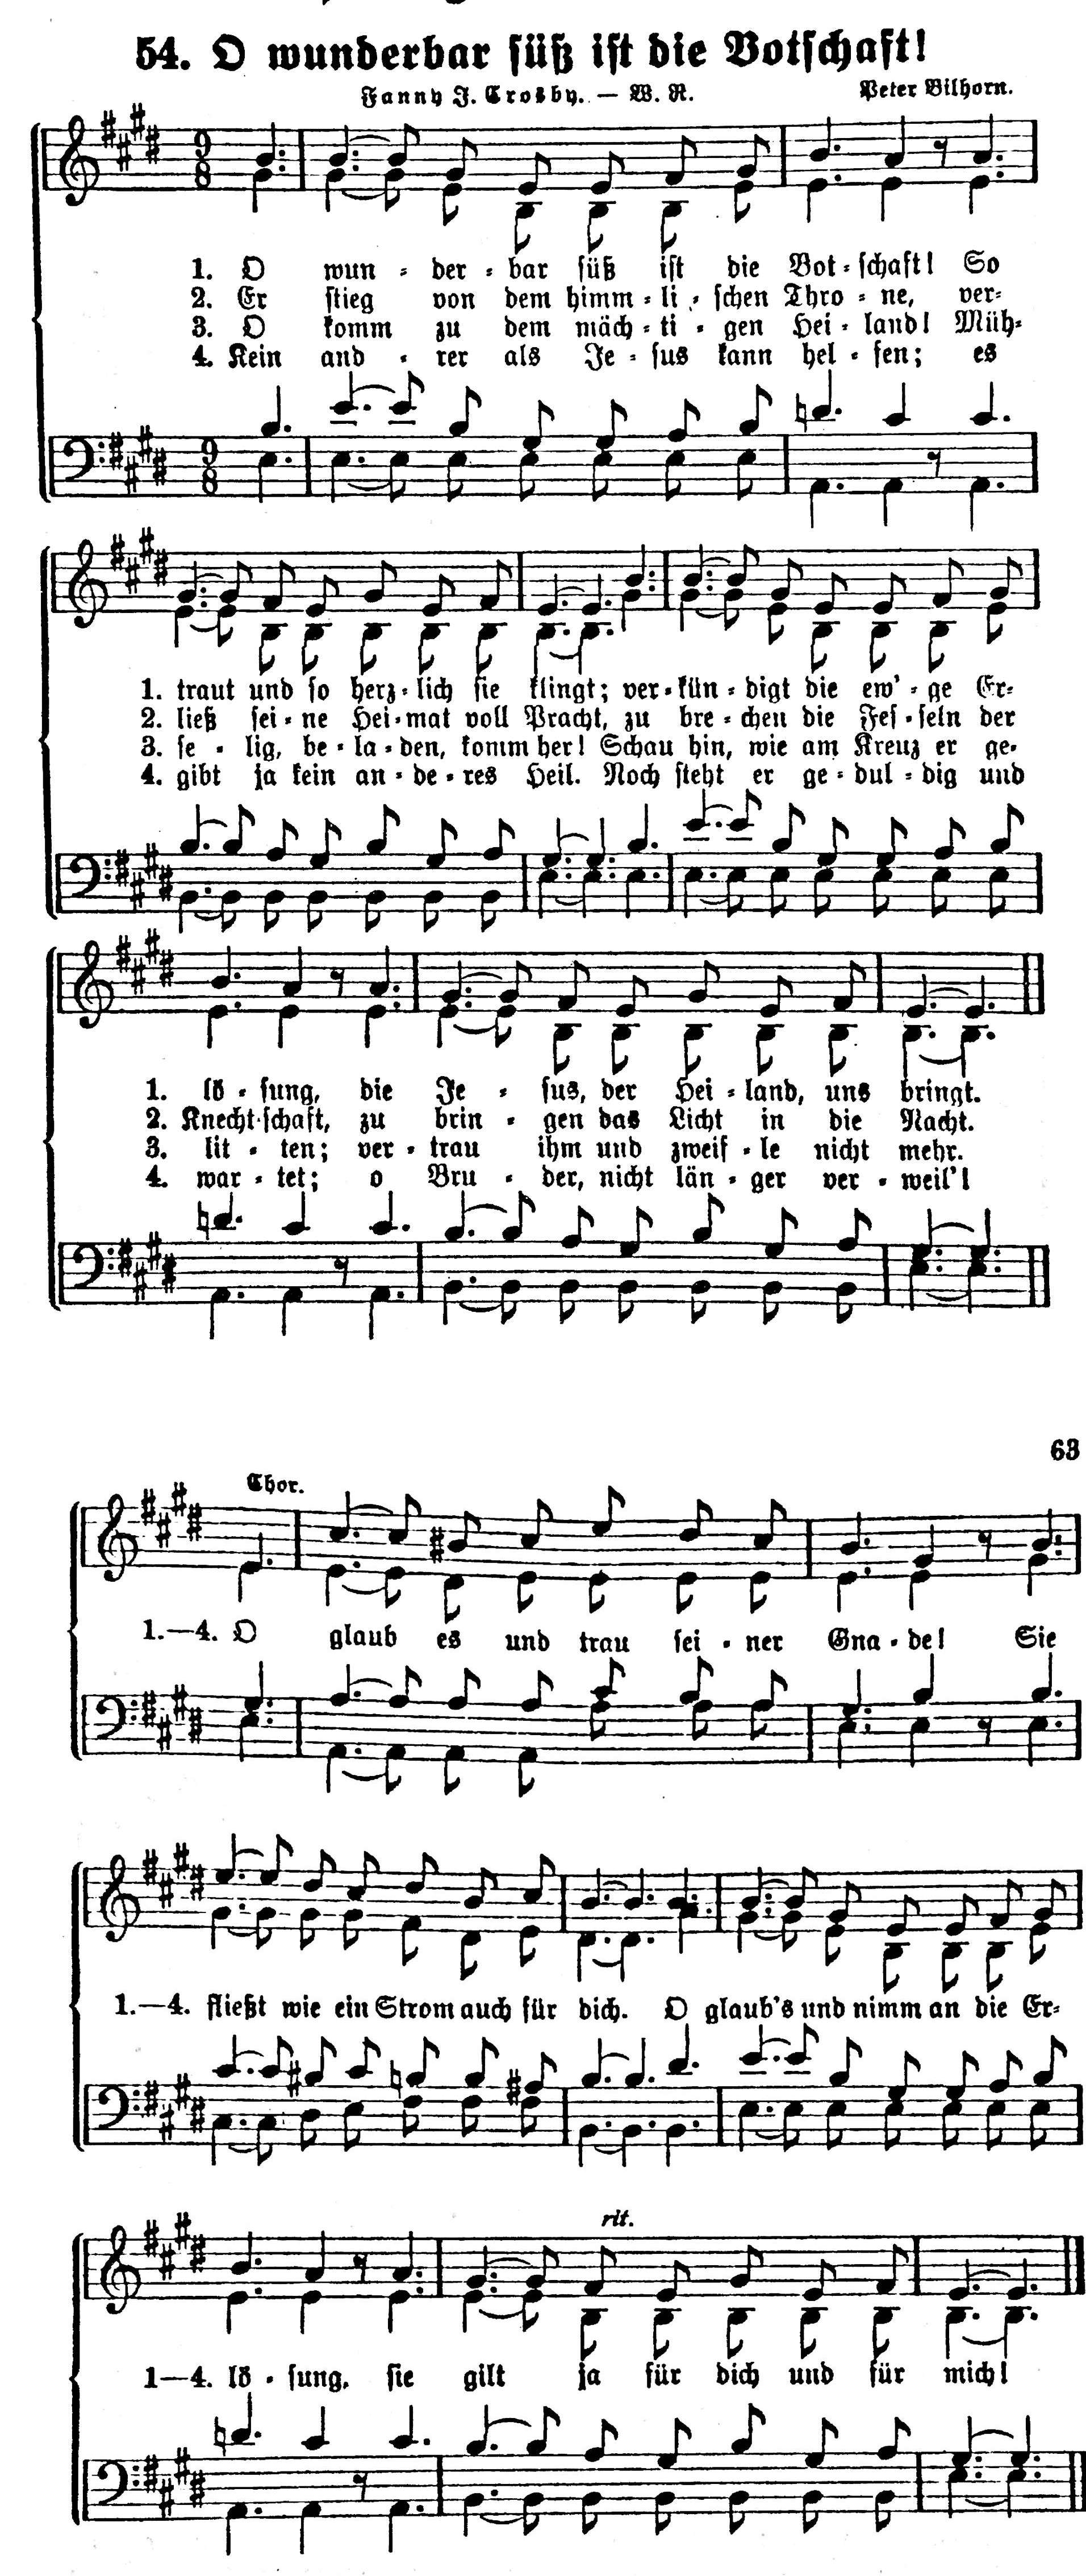 54. O wunderbar süß ist die Botschaft!
Fanny J. Crosby. — W. R. Peter Bilhorn.
1. O wun - der - bar süß ist die Bot - schaft! So
2. Er stieg von dem himm - li - schen Thro - ne, ver-
3. O komm zu dem mäch - ti - gen Hei - land! Müh-
4. Kein and - rer als Je - sus kann hel - fen; es
1. traut und so herz - lich sie klingt; ver - kün - digt die ew' - ge Er-
2. ließ sei - ne Hei - mat voll Pracht, zu bre - chen die Fes - seln der
3. se - lig, be - la - den, komm her! Schau hin, wie am Kreuz er ge-
4. gibt ja kein an - de - res Heil. Noch steht er ge - dul - dig und
1. lö - sung, die Je - sus, der Hei - land, uns bringt.
2. Knecht - schaft, zu brin - gen das Licht in die Nacht.
3. lit - ten; ver - trau ihm und zweif - le nicht mehr.
4. war - tet; o Bru - der, nicht län - ger ver - weil'!
63
Chor.
1.—4. O glaub es und trau sei - ner Gna - de! Sie
1.—4. fließt wie ein Strom auch für dich. O glaub's und nimm an die Er-
rit.
1—4. lö - sung, sie gilt ja für dich und für mich!